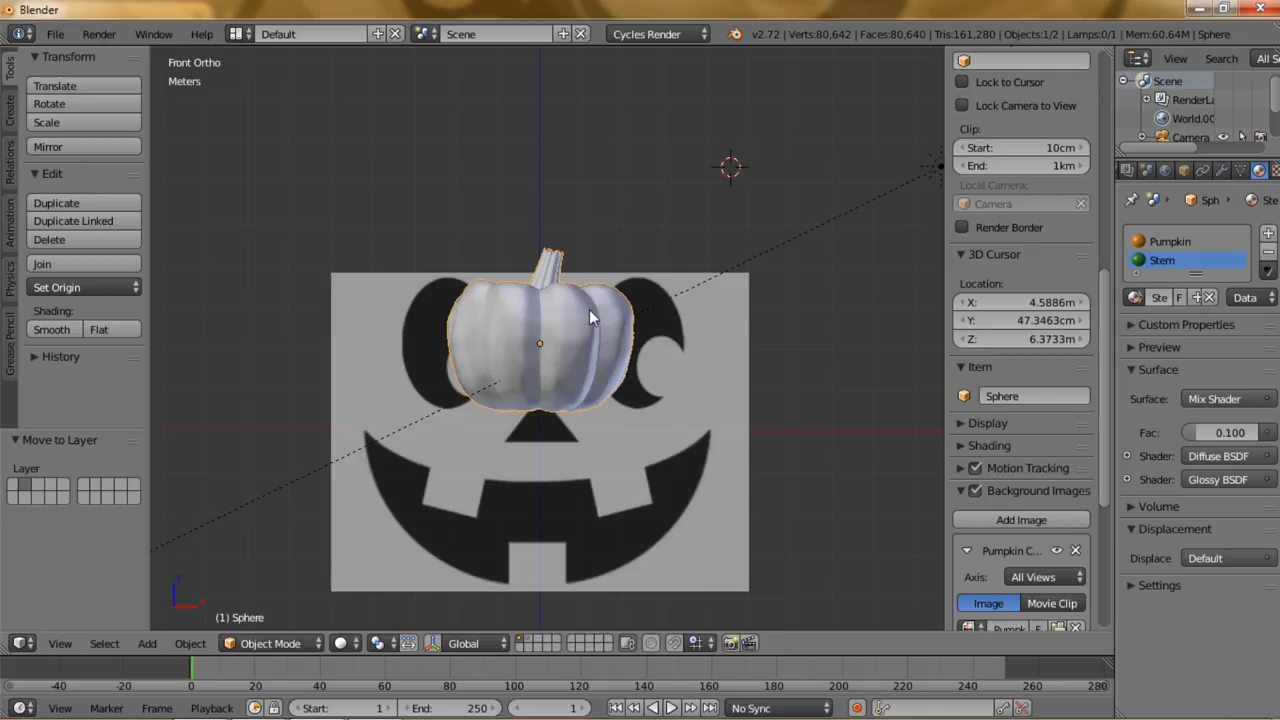 Blender
File Render Window Help Default Scene Cycles Render v2.72 | Verts:80,642 | Faces:80,640 | Tris:161,280 | Objects:1/2 | Lamps:0/1 | Mem:60.64M | Sphere
Tools
Create
Relations
Animation
Physics
Grease Pencil
Transform
Translate
Rotate
Scale
Mirror
Edit
Duplicate
Duplicate Linked
Delete
Join
Set Origin
Shading:
Smooth Flat
History
Move to Layer
Layer
Front Ortho
Meters
(1) Sphere
Lock to Cursor
Lock Camera to View
Clip:
Start: 10cm
End: 1km
Local Camera:
Camera
Render Border
3D Cursor
Location:
X: 4.5886m
Y: 47.3463cm
Z: 6.3733m
Item
Sphere
Display
Shading
Motion Tracking
Background Images
Add Image
Pumpkin C...
Axis: All Views
Image Movie Clip
View Search All S
Scene
RenderLa
World.00
Camera
Sph Ste
Pumpkin
Stem
Ste F Data
Custom Properties
Preview
Surface
Surface: Mix Shader
Fac: 0.100
Shader: Diffuse BSDF
Shader: Glossy BSDF
Volume
Displacement
Displace Default
Settings
View Select Add Object Object Mode Global
-40 -20 0 20 40 60 80 100 120 140 160 180 200 220 240 260 280
View Marker Frame Playback Start: 1 End: 250 1 No Sync